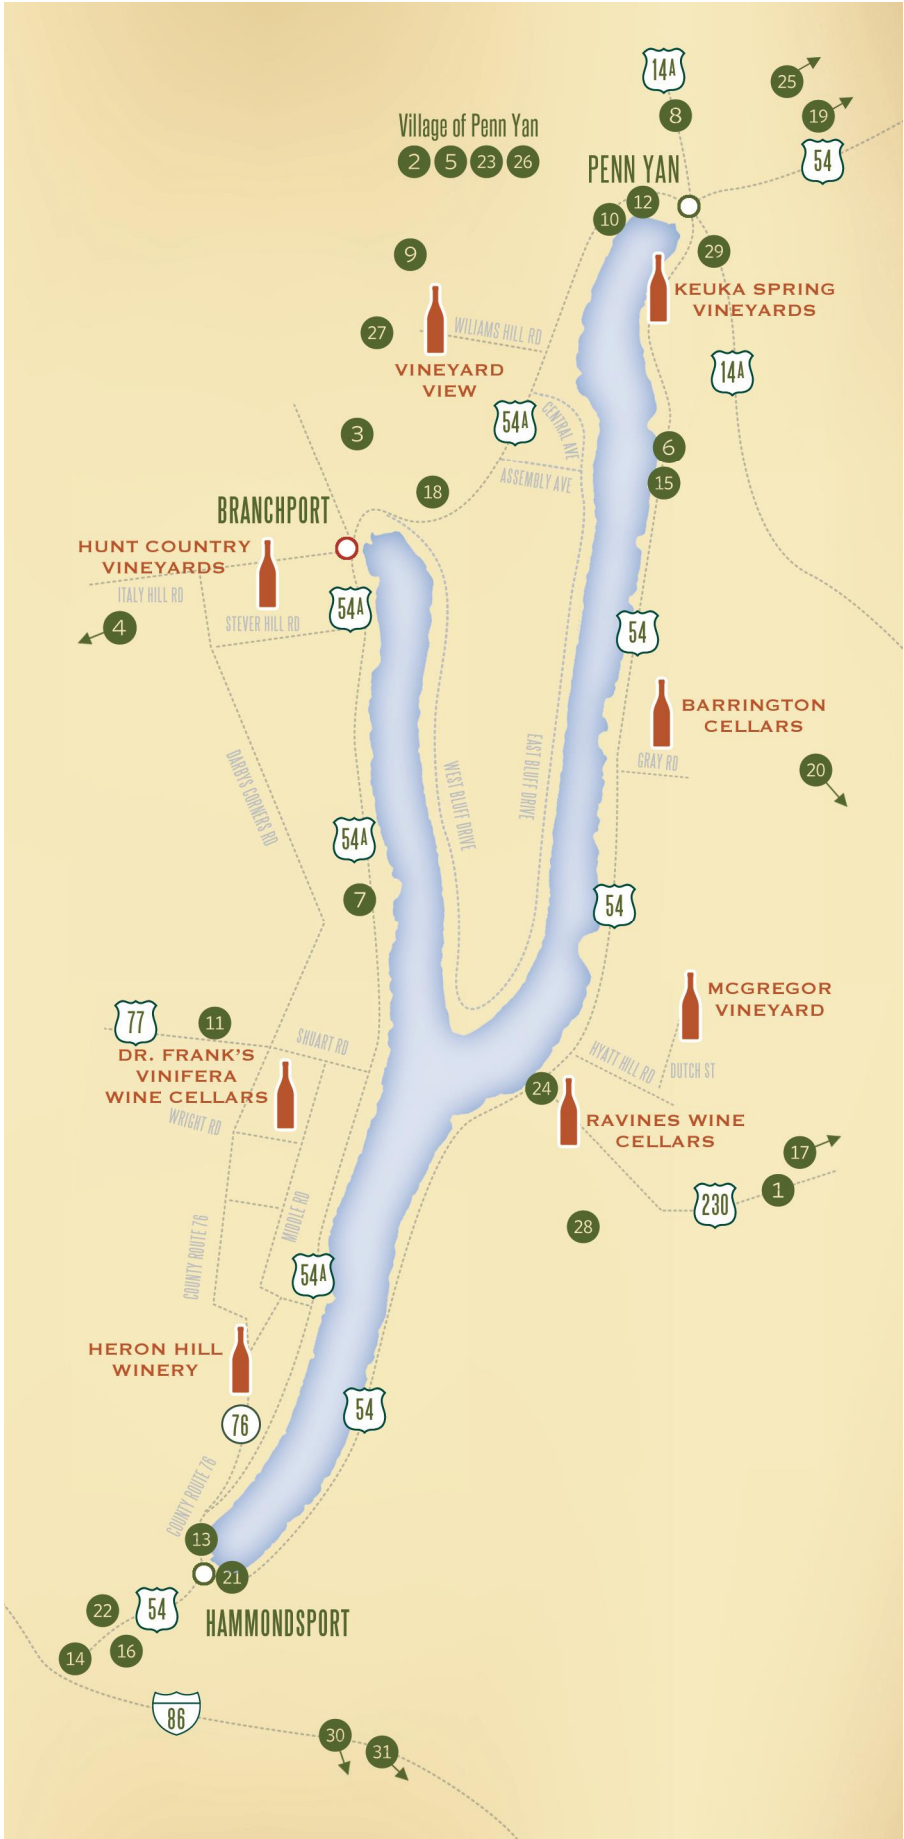 14A
25
8
19
Village of Penn Yan
2 5 23 26
54
PENN YAN
12
10
29
9
KEUKA SPRING
VINEYARDS
27
WILIAMS HILL RD
VINEYARD
VIEW
14A
54A
CENTRAL AVE
3
6
ASSEMBLY AVE
15
18
BRANCHPORT
HUNT COUNTRY
VINEYARDS
ITALY HILL RD
54A
STEVER HILL RD
4
54
BARRINGTON
CELLARS
GRAY RD
20
DARBYS CORNERS RD
WEST BLUFF DRIVE
EAST BLUFF DRIVE
54A
7
54
MCGREGOR
VINEYARD
77
11
SHUART RD
DR. FRANK'S
VINIFERA
WINE CELLARS
HYATT HILL RD
DUTCH ST
24
WRIGHT RD
RAVINES WINE
CELLARS
17
1
230
28
MIDDLE RD
COUNTY ROUTE 76
54A
HERON HILL
WINERY
76
54
COUNTY ROUTE 76
13
21
22
54
HAMMONDSPORT
14
16
86
30
31